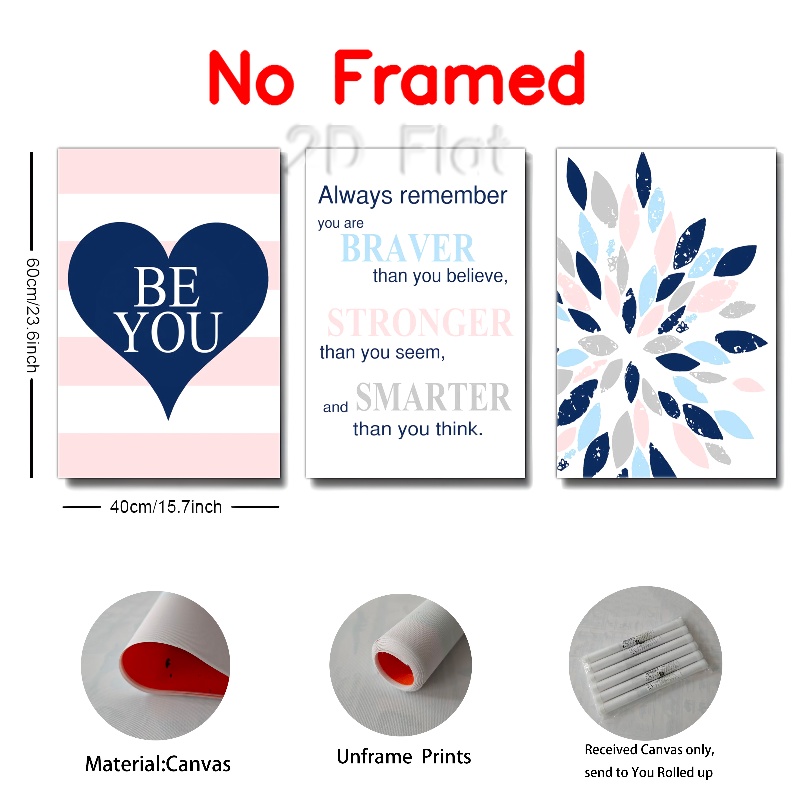 No Framed
2D Flat
60cm/23.6inch
BE
YOU
40cm/15.7inch
Always remember
you are
BRAVER
than you believe,
STRONGER
than you seem,
and SMARTER
than you think.
Material:Canvas
Unframe Prints
Received Canvas only,
send to You Rolled up